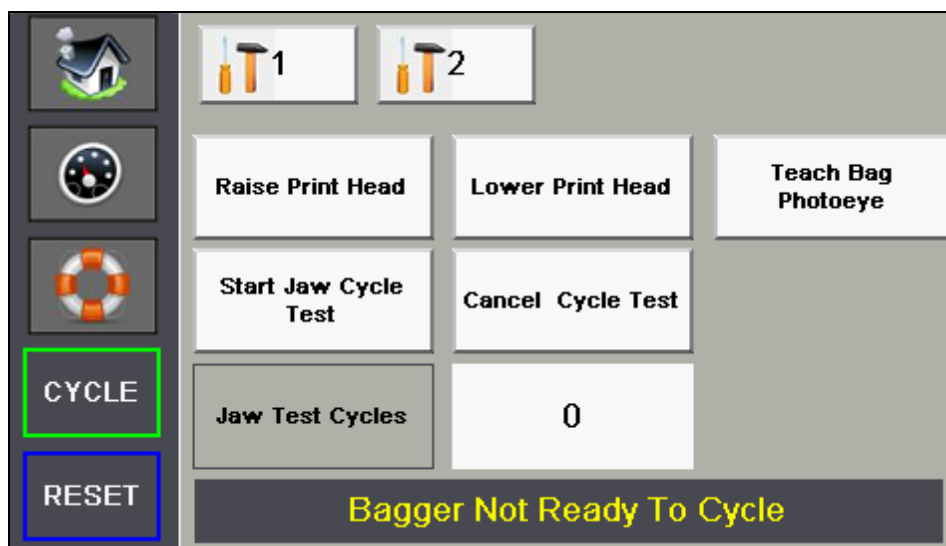 1
2
Raise Print Head
Lower Print Head
Teach Bag
Photoeye
Start Jaw Cycle
Test
Cancel Cycle Test
CYCLE
Jaw Test Cycles
0
RESET
Bagger Not Ready To Cycle